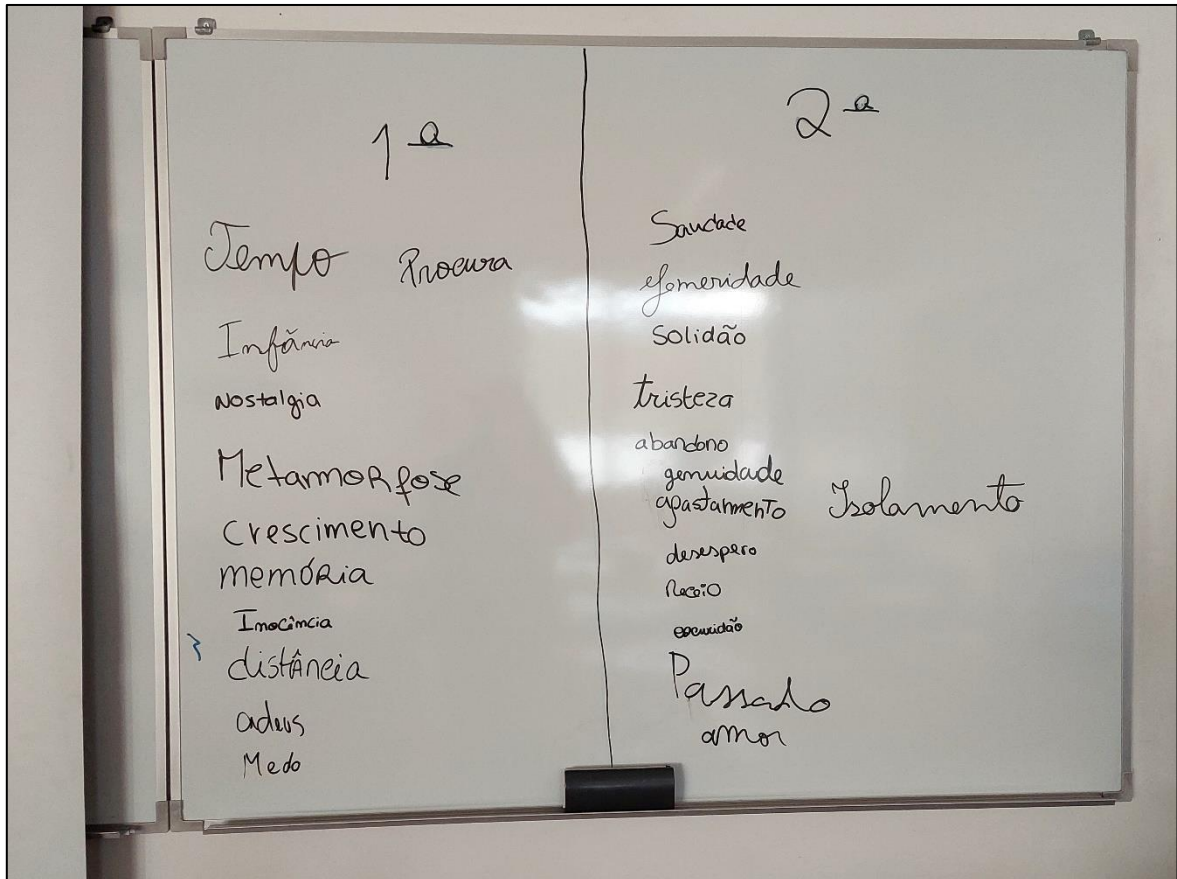 1ª
Tempo Procura
Infância
Nostalgia
Metamorfose
Crescimento
memória
Inocência
distância
adeus
Medo
2ª
Saudade
efomeridade
Solidão
tristeza
abandono
genuidade
afastamento Isolamento
desespero
Receio
escuridão
Passado
amor